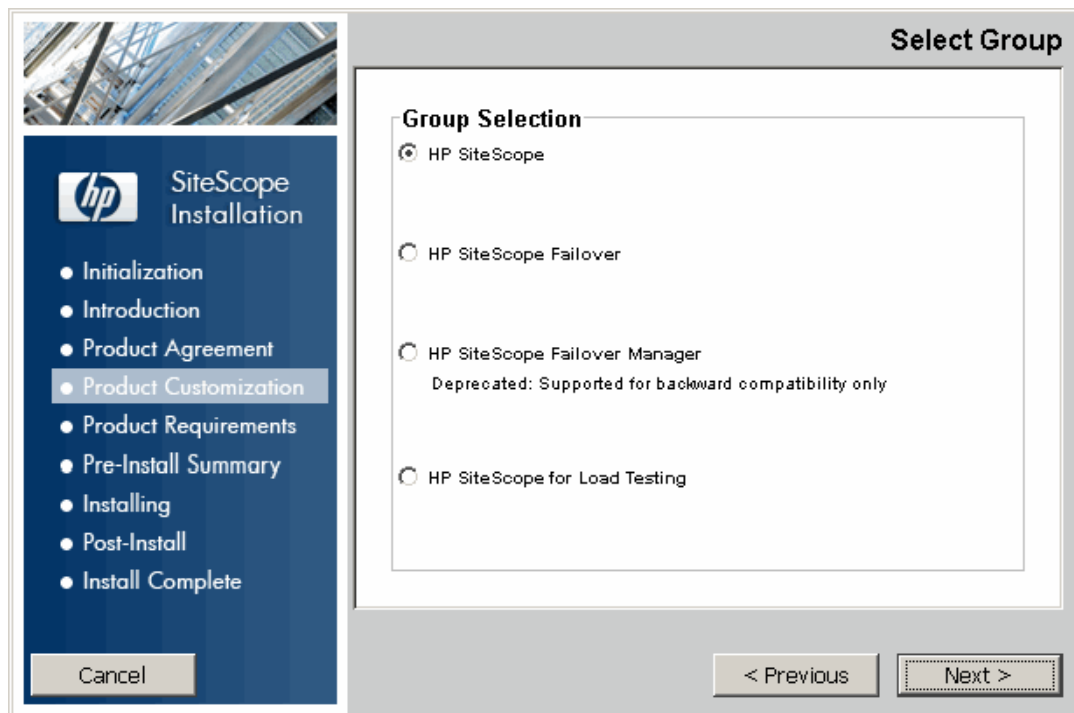 Select Group
hp
SiteScope
Installation
Initialization
Introduction
Product Agreement
Product Customization
Product Requirements
Pre-Install Summary
Installing
Post-Install
Install Complete
Cancel
Group Selection
HP SiteScope
HP SiteScope Failover
HP SiteScope Failover Manager
Deprecated: Supported for backward compatibility only
HP SiteScope for Load Testing
< Previous
Next >